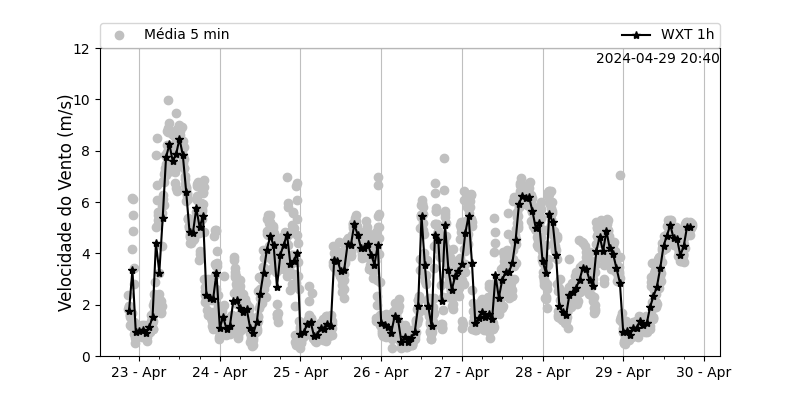 Média 5 min
WXT 1h
2024-04-29 20:40
Velocidade do Vento (m/s)
12
10
8
6
4
2
0
23 - Apr
24 - Apr
25 - Apr
26 - Apr
27 - Apr
28 - Apr
29 - Apr
30 - Apr